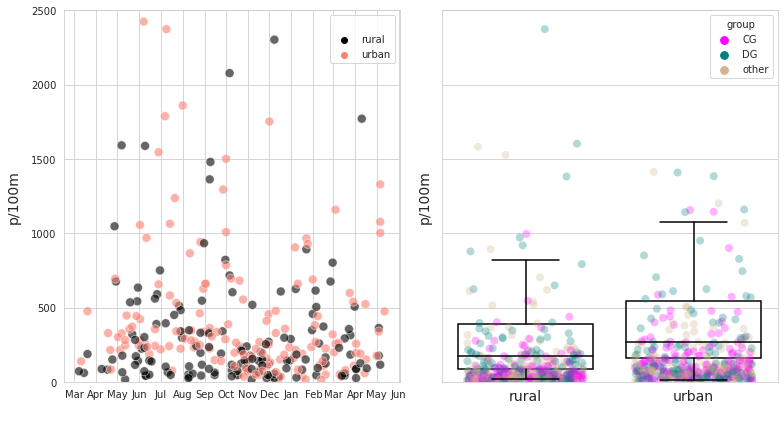 2500
2000
1500
1000
500
0
p/100m
rural
urban
Mar Apr May Jun Jul Aug Sep Oct Nov Dec Jan Feb Mar Apr May Jun
p/100m
group
CG
DG
other
rural urban